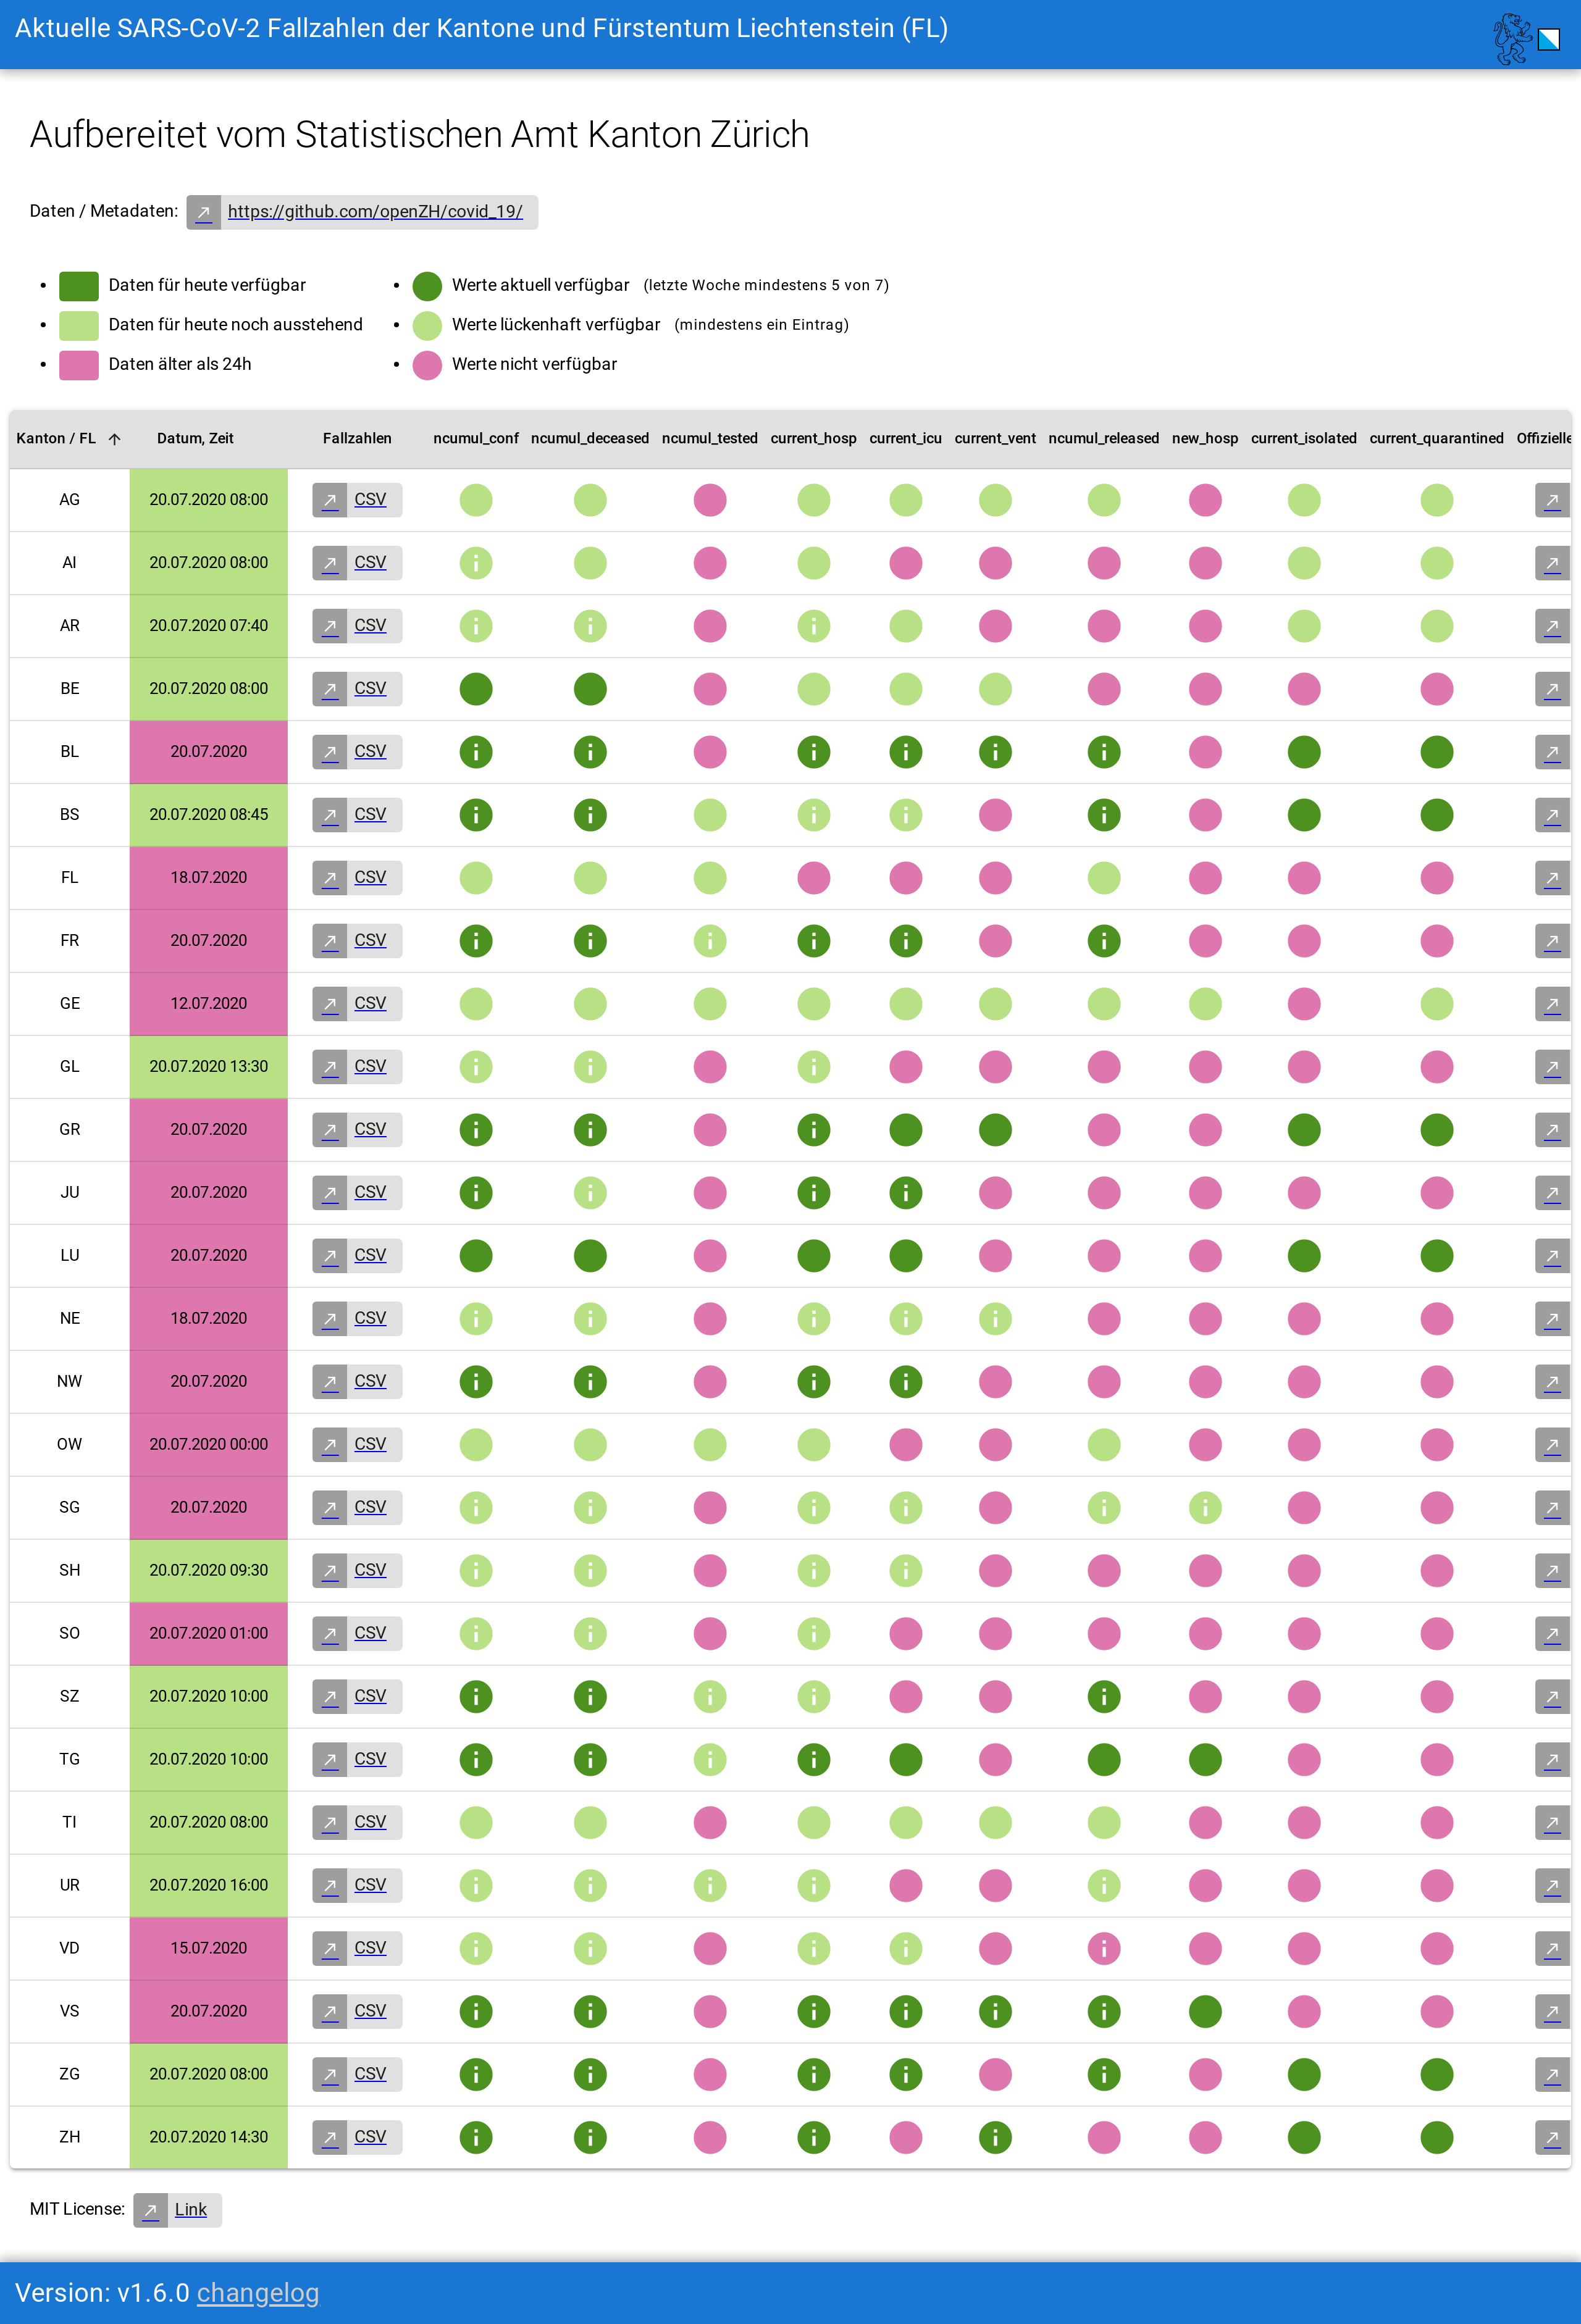 Aktuelle SARS-CoV-2 Fallzahlen der Kantone und Fürstentum Liechtenstein (FL)
Aufbereitet vom Statistischen Amt Kanton Zürich
Daten / Metadaten: https://github.com/openZH/covid_19/
Daten für heute verfügbar
Daten für heute noch ausstehend
Daten älter als 24h
Werte aktuell verfügbar (letzte Woche mindestens 5 von 7)
Werte lückenhaft verfügbar (mindestens ein Eintrag)
Werte nicht verfügbar
Kanton / FL Datum, Zeit Fallzahlen ncumul_conf ncumul_deceased ncumul_tested current_hosp current_icu current_vent ncumul_released new_hosp current_isolated current_quarantined Offizielle
AG 20.07.2020 08:00 CSV
AI 20.07.2020 08:00 CSV
AR 20.07.2020 07:40 CSV
BE 20.07.2020 08:00 CSV
BL 20.07.2020 CSV
BS 20.07.2020 08:45 CSV
FL 18.07.2020 CSV
FR 20.07.2020 CSV
GE 12.07.2020 CSV
GL 20.07.2020 13:30 CSV
GR 20.07.2020 CSV
JU 20.07.2020 CSV
LU 20.07.2020 CSV
NE 18.07.2020 CSV
NW 20.07.2020 CSV
OW 20.07.2020 00:00 CSV
SG 20.07.2020 CSV
SH 20.07.2020 09:30 CSV
SO 20.07.2020 01:00 CSV
SZ 20.07.2020 10:00 CSV
TG 20.07.2020 10:00 CSV
TI 20.07.2020 08:00 CSV
UR 20.07.2020 16:00 CSV
VD 15.07.2020 CSV
VS 20.07.2020 CSV
ZG 20.07.2020 08:00 CSV
ZH 20.07.2020 14:30 CSV
MIT License: Link
Version: v1.6.0 changelog